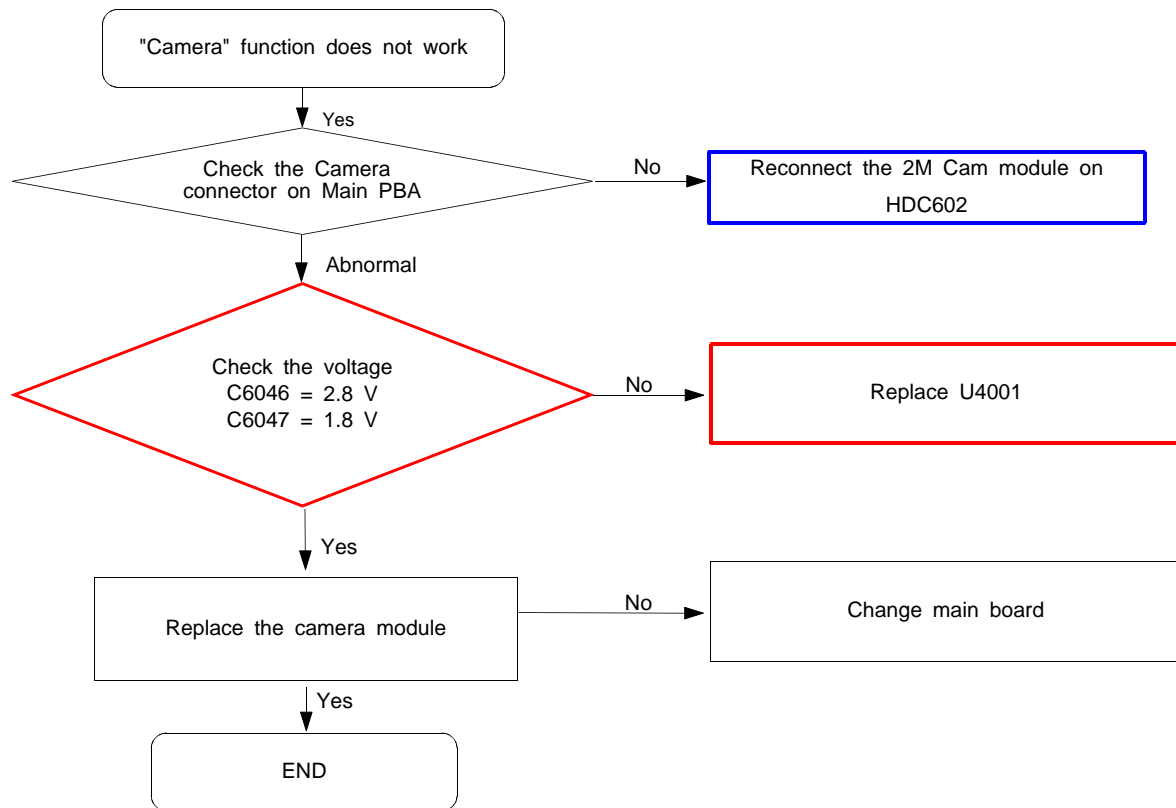 "Camera" function does not work
Yes
Check the Camera
connector on Main PBA
No
Reconnect the 2M Cam module on
HDC602
Abnormal
Check the voltage
C6046 = 2.8 V
C6047 = 1.8 V
No
Replace U4001
Yes
Replace the camera module
No
Change main board
Yes
END